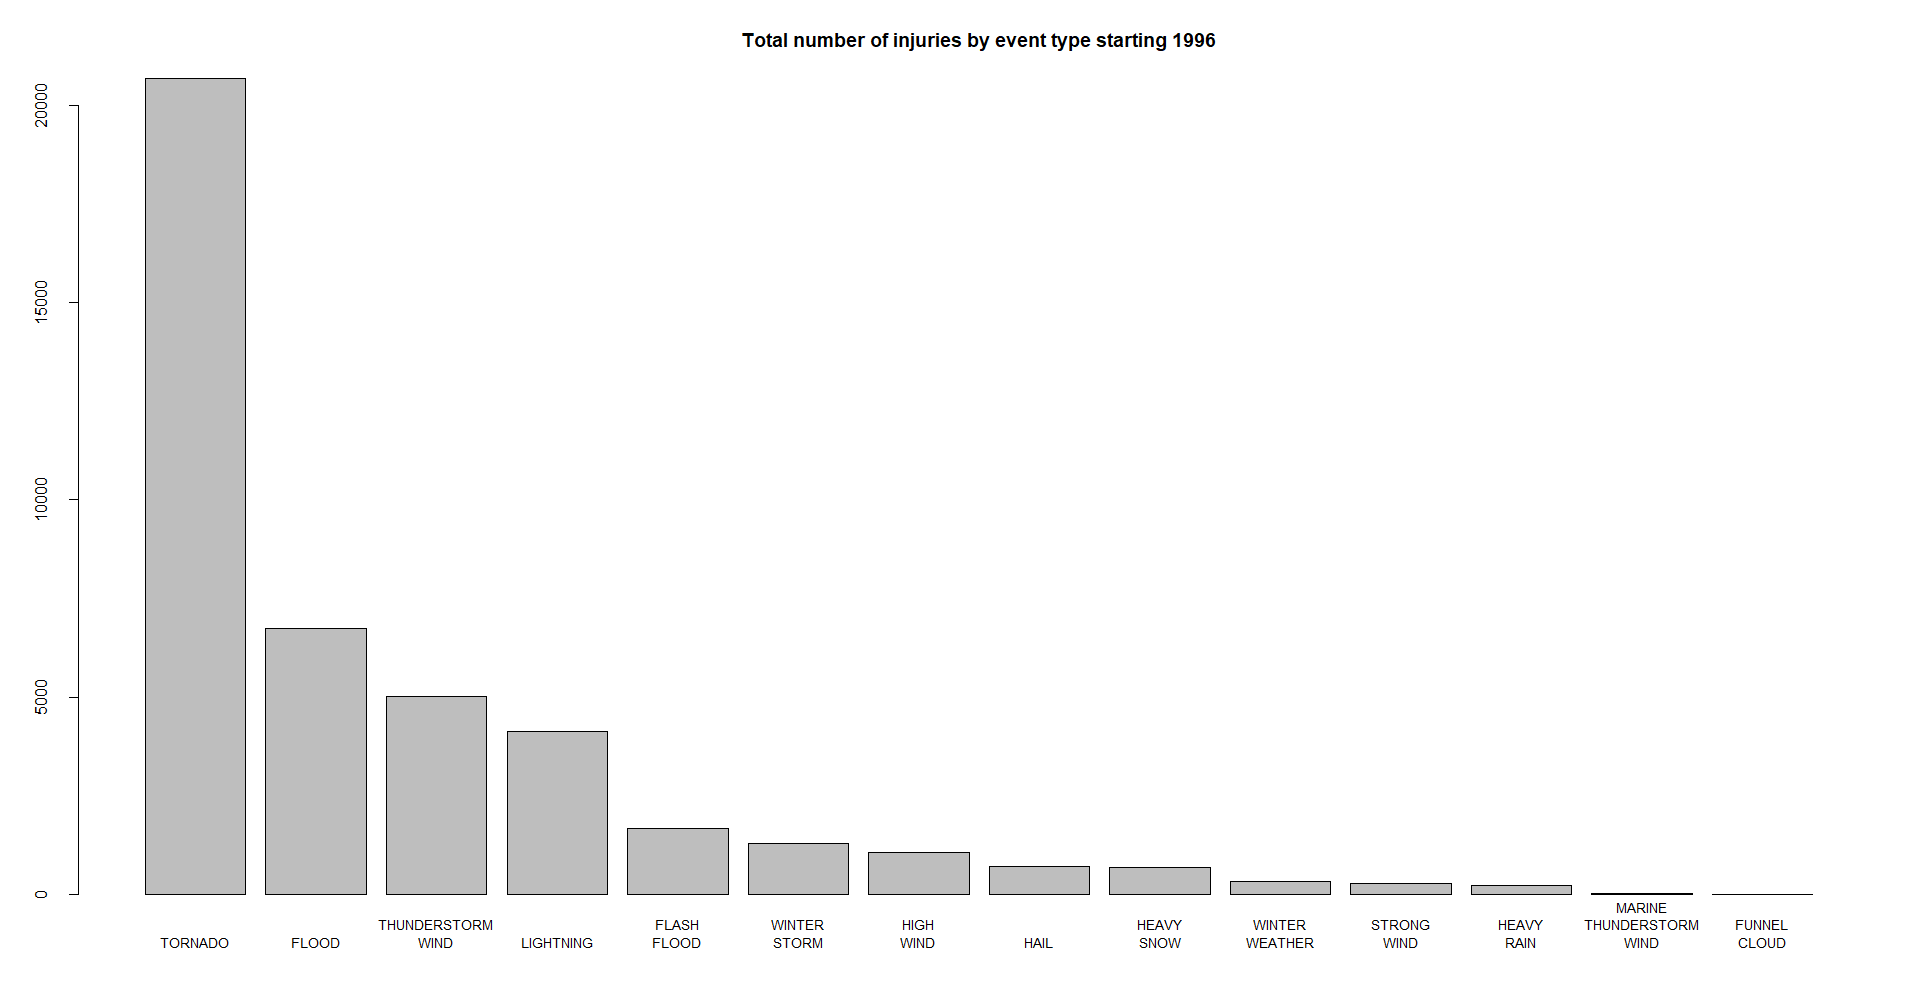 Total number of injuries by event type starting 1996
20000
15000
10000
5000
0
TORNADO
FLOOD
THUNDERSTORM
WIND
LIGHTNING
FLASH
FLOOD
WINTER
STORM
HIGH
WIND
HAIL
HEAVY
SNOW
WINTER
WEATHER
STRONG
WIND
HEAVY
RAIN
MARINE
THUNDERSTORM
WIND
FUNNEL
CLOUD